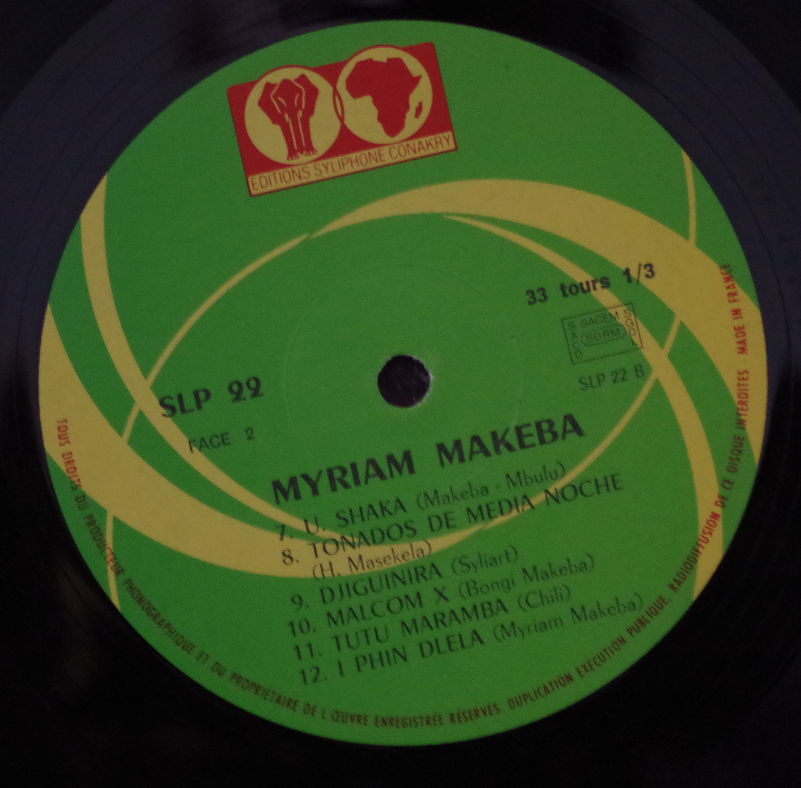 EDITIONS SYLIPHONE CONAKRY
33 tours 1/3
SACEM
SACD
SDRM
SGDL
SLP 22 B
SLP 22
FACE 2
MYRIAM MAKEBA
7. U. SHAKA (Makeba - Mbulu)
8. TONADOS DE MEDIA NOCHE
(H. Masekela)
9. DJIGUINIRA (Syliart)
10. MALCOM X (Bongi Makeba)
11. TUTU MARAMBA (Chili)
12. I PHIN DLELA (Myriam Makeba)
TOUS DROITS DU PRODUCTEUR PHONOGRAPHIQUE ET DU PROPRIETAIRE DE L'ŒUVRE ENREGISTRÉE RÉSERVES. DUPLICATION EXÉCUTION PUBLIQUE, RADIODIFFUSION DE CE DISQUE INTERDITES - MADE IN FRANCE